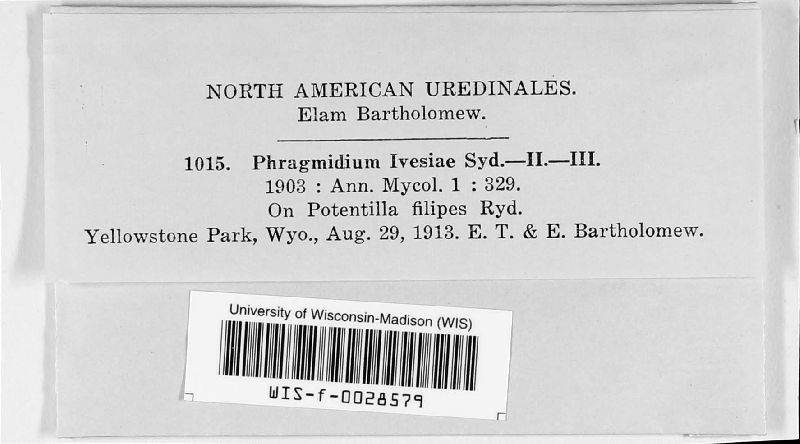 NORTH AMERICAN UREDINALES.
Elam Bartholomew.
1015. Phragmidium Ivesiae Syd.—II.—III.
1903 : Ann. Mycol. 1 : 329.
On Potentilla filipes Ryd.
Yellowstone Park, Wyo., Aug. 29, 1913. E. T. & E. Bartholomew.
University of Wisconsin-Madison (WIS)
WIS-f-0028579